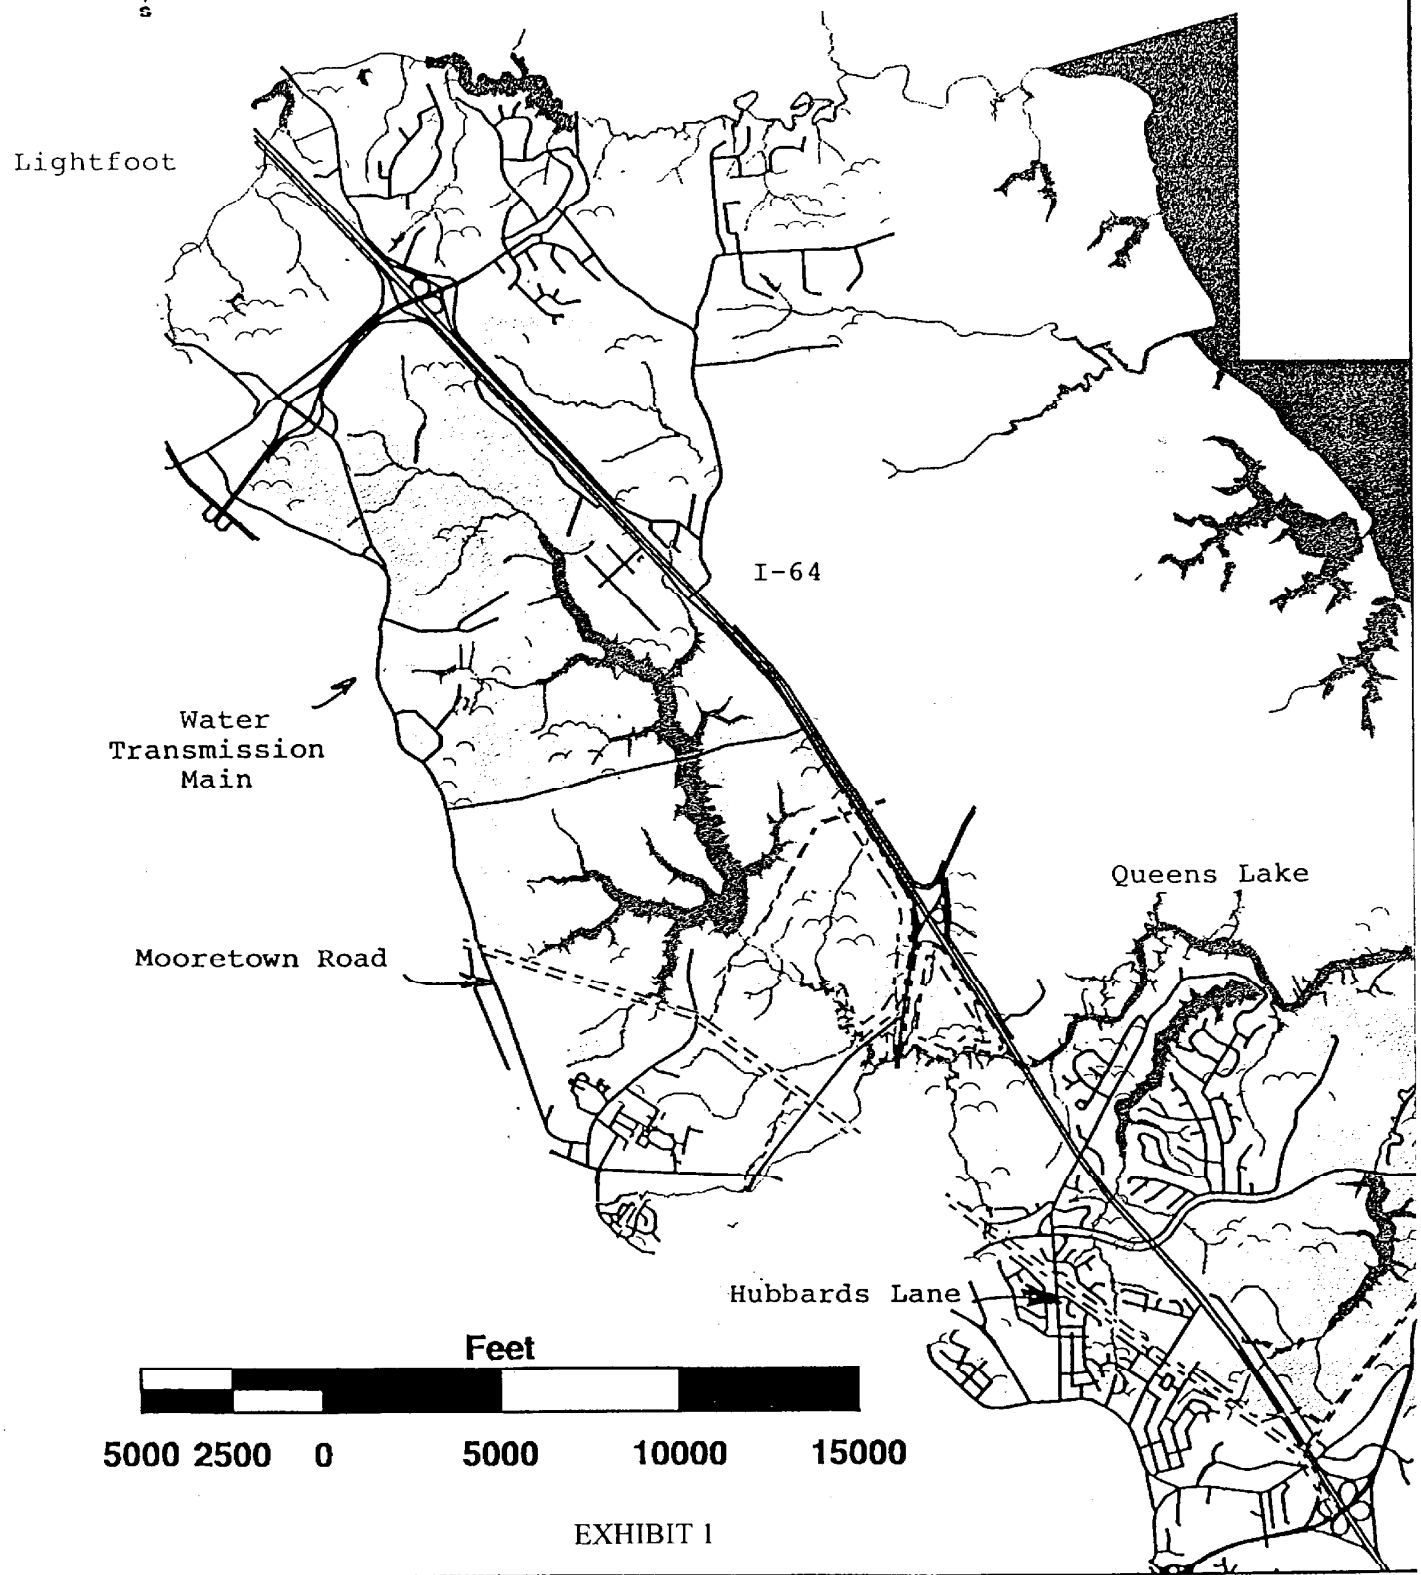 s
Lightfoot
I-64
Water
Transmission
Main
Queens Lake
Mooretown Road
Hubbards Lane
Feet
5000 2500 0 5000 10000 15000
EXHIBIT 1